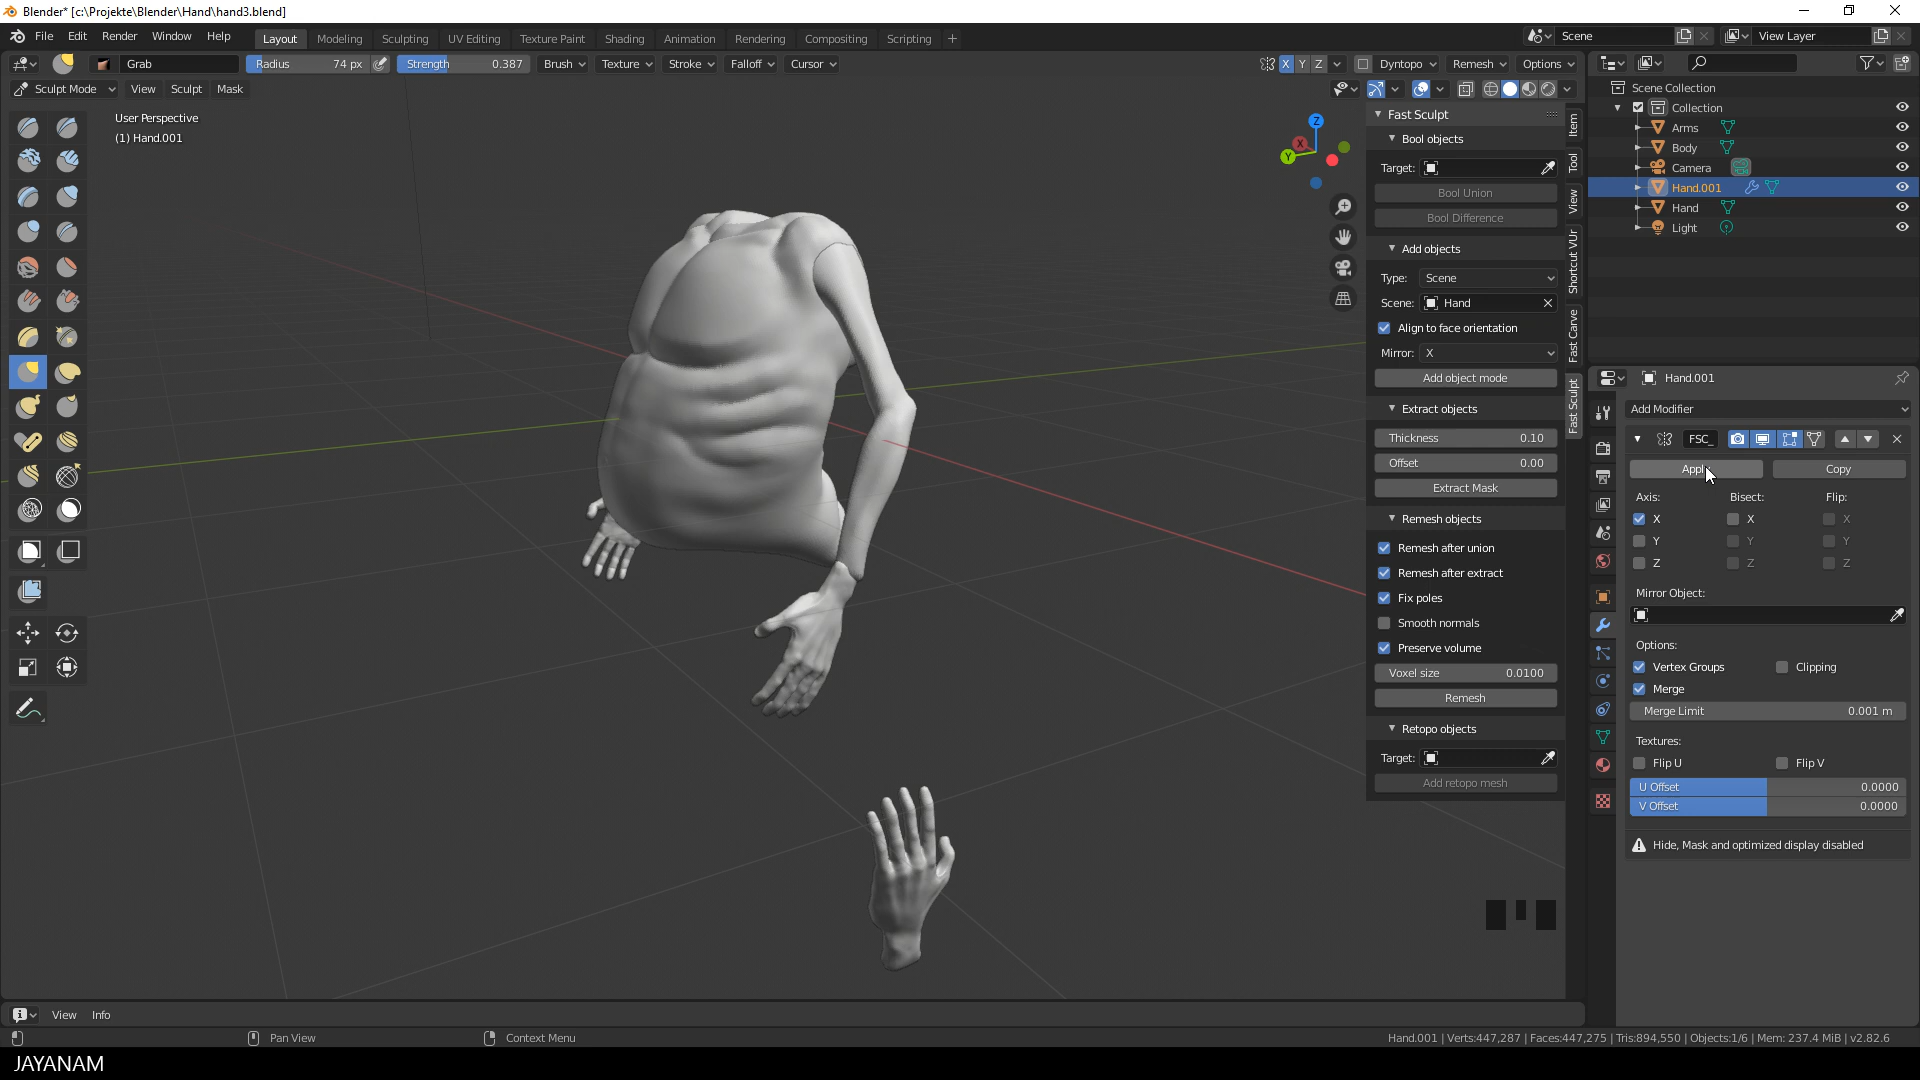 Blender* [c:\Projekte\Blender\Hand\hand3.blend]
File Edit Render Window Help Layout Modeling Sculpting UV Editing Texture Paint Shading Animation Rendering Compositing Scripting + Scene View Layer
Grab Radius 74 px Strength 0.387 Brush Texture Stroke Falloff Cursor X Y Z Dyntopo Remesh Options
Sculpt Mode View Sculpt Mask
User Perspective
(1) Hand.001
Z
X
Y
Fast Sculpt
Bool objects
Target:
Bool Union
Bool Difference
Add objects
Type: Scene
Scene: Hand
Align to face orientation
Mirror: X
Add object mode
Extract objects
Thickness 0.10
Offset 0.00
Extract Mask
Remesh objects
Remesh after union
Remesh after extract
Fix poles
Smooth normals
Preserve volume
Voxel size 0.0100
Remesh
Retopo objects
Target:
Add retopo mesh
Item
Tool
View
Shortcut VUr
Fast Carve
Fast Sculpt
Scene Collection
Collection
Arms
Body
Camera
Hand.001
Hand
Light
Hand.001
Add Modifier
FSC_
Apply Copy
Axis: Bisect: Flip:
X X X
Y Y Y
Z Z Z
Mirror Object:
Options:
Vertex Groups Clipping
Merge
Merge Limit 0.001 m
Textures:
Flip U Flip V
U Offset 0.0000
V Offset 0.0000
Hide, Mask and optimized display disabled
View Info
Pan View Context Menu Hand.001 | Verts:447,287 | Faces:447,275 | Tris:894,550 | Objects:1/6 | Mem: 237.4 MiB | v2.82.6
JAYANAM